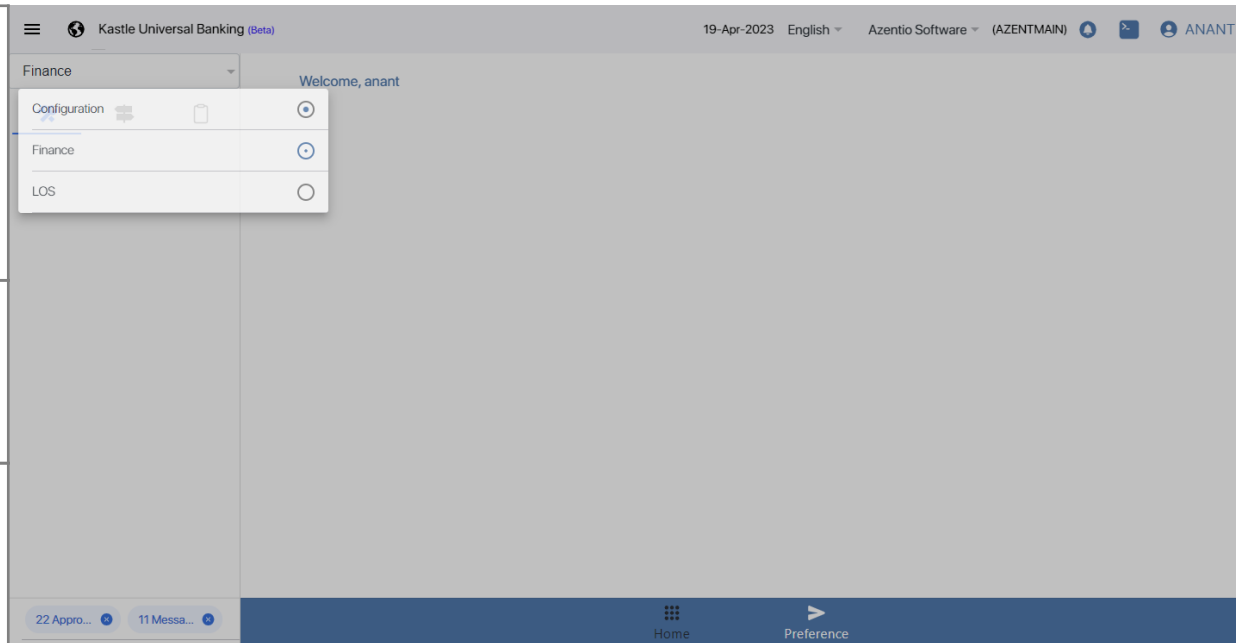 Kastle Universal Banking (Beta) 19-Apr-2023 English Azentio Software (AZENTMAIN) ANANT
Finance
Welcome, anant
Configuration
Finance
LOS
22 Appro... 11 Messa...
Home Preference